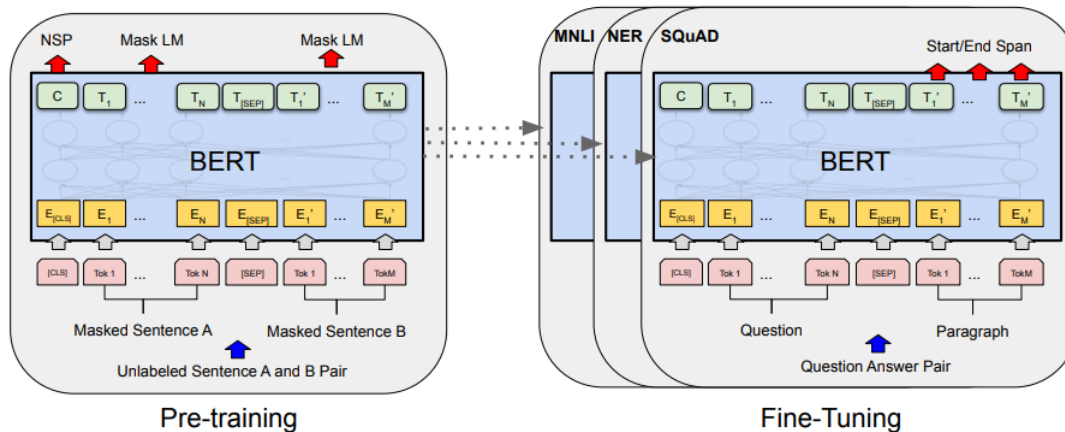 NSP Mask LM Mask LM
C T1 ... TN T[SEP] T1' ... TM'
BERT
E[CLS] E1 ... EN E[SEP] E1' ... EM'
[CLS] Tok 1 ... Tok N [SEP] Tok 1 ... TokM
Masked Sentence A Masked Sentence B
Unlabeled Sentence A and B Pair
Pre-training
MNLI NER SQuAD
Start/End Span
C T1 ... TN T[SEP] T1' ... TM'
BERT
E[CLS] E1 ... EN E[SEP] E1' ... EM'
[CLS] Tok 1 ... Tok N [SEP] Tok 1 ... TokM
Question Paragraph
Question Answer Pair
Fine-Tuning